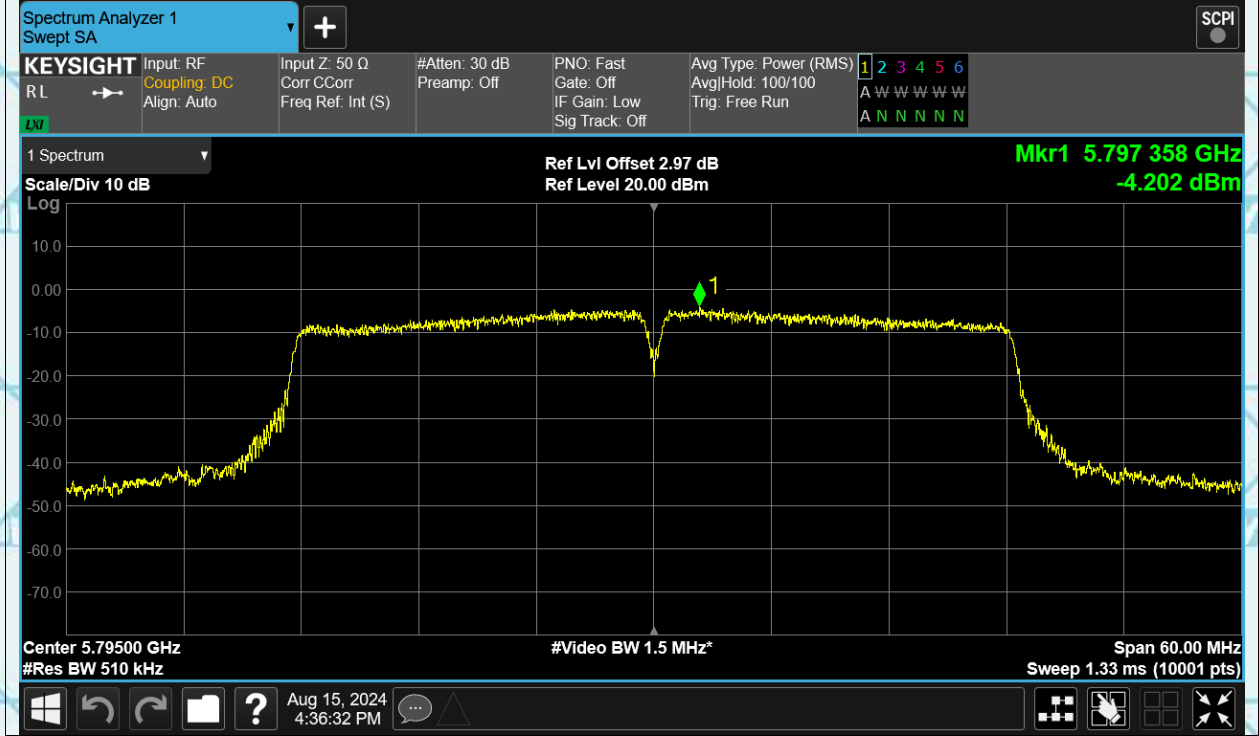 Spectrum Analyzer 1
Swept SA
SCPI
KEYSIGHT
R L
LXI
Input: RF
Coupling: DC
Align: Auto
Input Z: 50 Ω
Corr CCorr
Freq Ref: Int (S)
#Atten: 30 dB
Preamp: Off
PNO: Fast
Gate: Off
IF Gain: Low
Sig Track: Off
Avg Type: Power (RMS)
Avg|Hold: 100/100
Trig: Free Run
1 2 3 4 5 6
A W W W W W
A N N N N N
1 Spectrum
Scale/Div 10 dB
Log
Ref Lvl Offset 2.97 dB
Ref Level 20.00 dBm
Mkr1 5.797 358 GHz
-4.202 dBm
1
10.0
0.00
-10.0
-20.0
-30.0
-40.0
-50.0
-60.0
-70.0
Center 5.79500 GHz
#Res BW 510 kHz
#Video BW 1.5 MHz*
Span 60.00 MHz
Sweep 1.33 ms (10001 pts)
?
Aug 15, 2024
4:36:32 PM